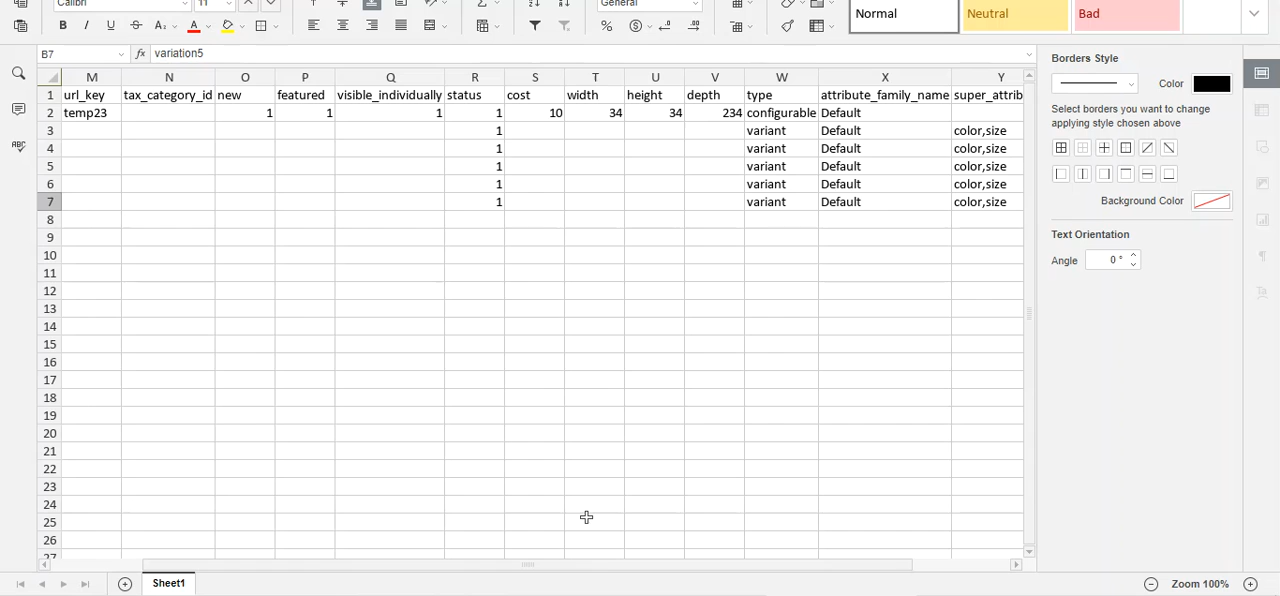 Calibri 11 General Normal Neutral Bad
B7 variation5
Borders Style
Color
Select borders you want to change
applying style chosen above
Background Color
Text Orientation
Angle 0 °
M N O P Q R S T U V W X Y
1 url_key tax_category_id new featured visible_individually status cost width height depth type attribute_family_name super_attrib
2 temp23 1 1 1 1 10 34 34 234 configurable Default
3 1 variant Default color,size
4 1 variant Default color,size
5 1 variant Default color,size
6 1 variant Default color,size
7 1 variant Default color,size
8
9
10
11
12
13
14
15
16
17
18
19
20
21
22
23
24
25
26
27
Sheet1
Zoom 100%